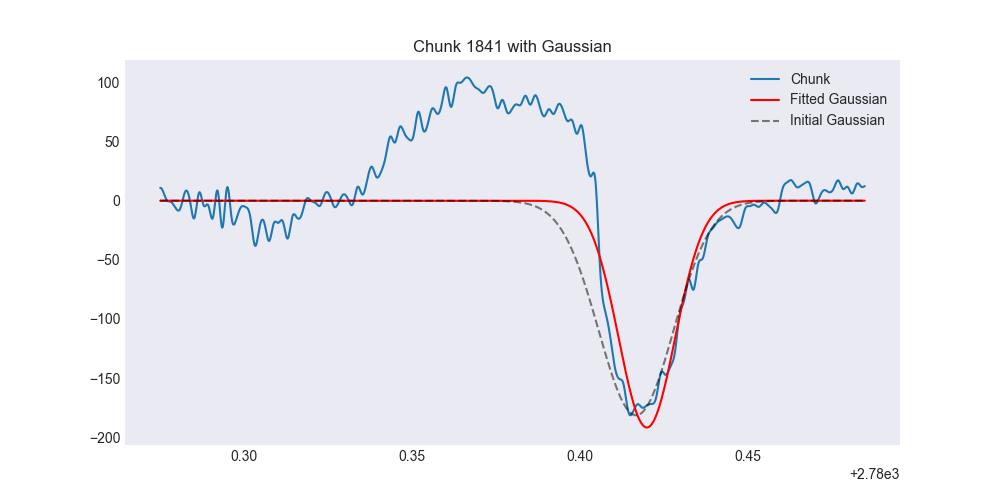 Chunk 1841 with Gaussian
100
50
0
−50
−100
−150
−200
Chunk
Fitted Gaussian
Initial Gaussian
0.30 0.35 0.40 0.45
+2.78e3